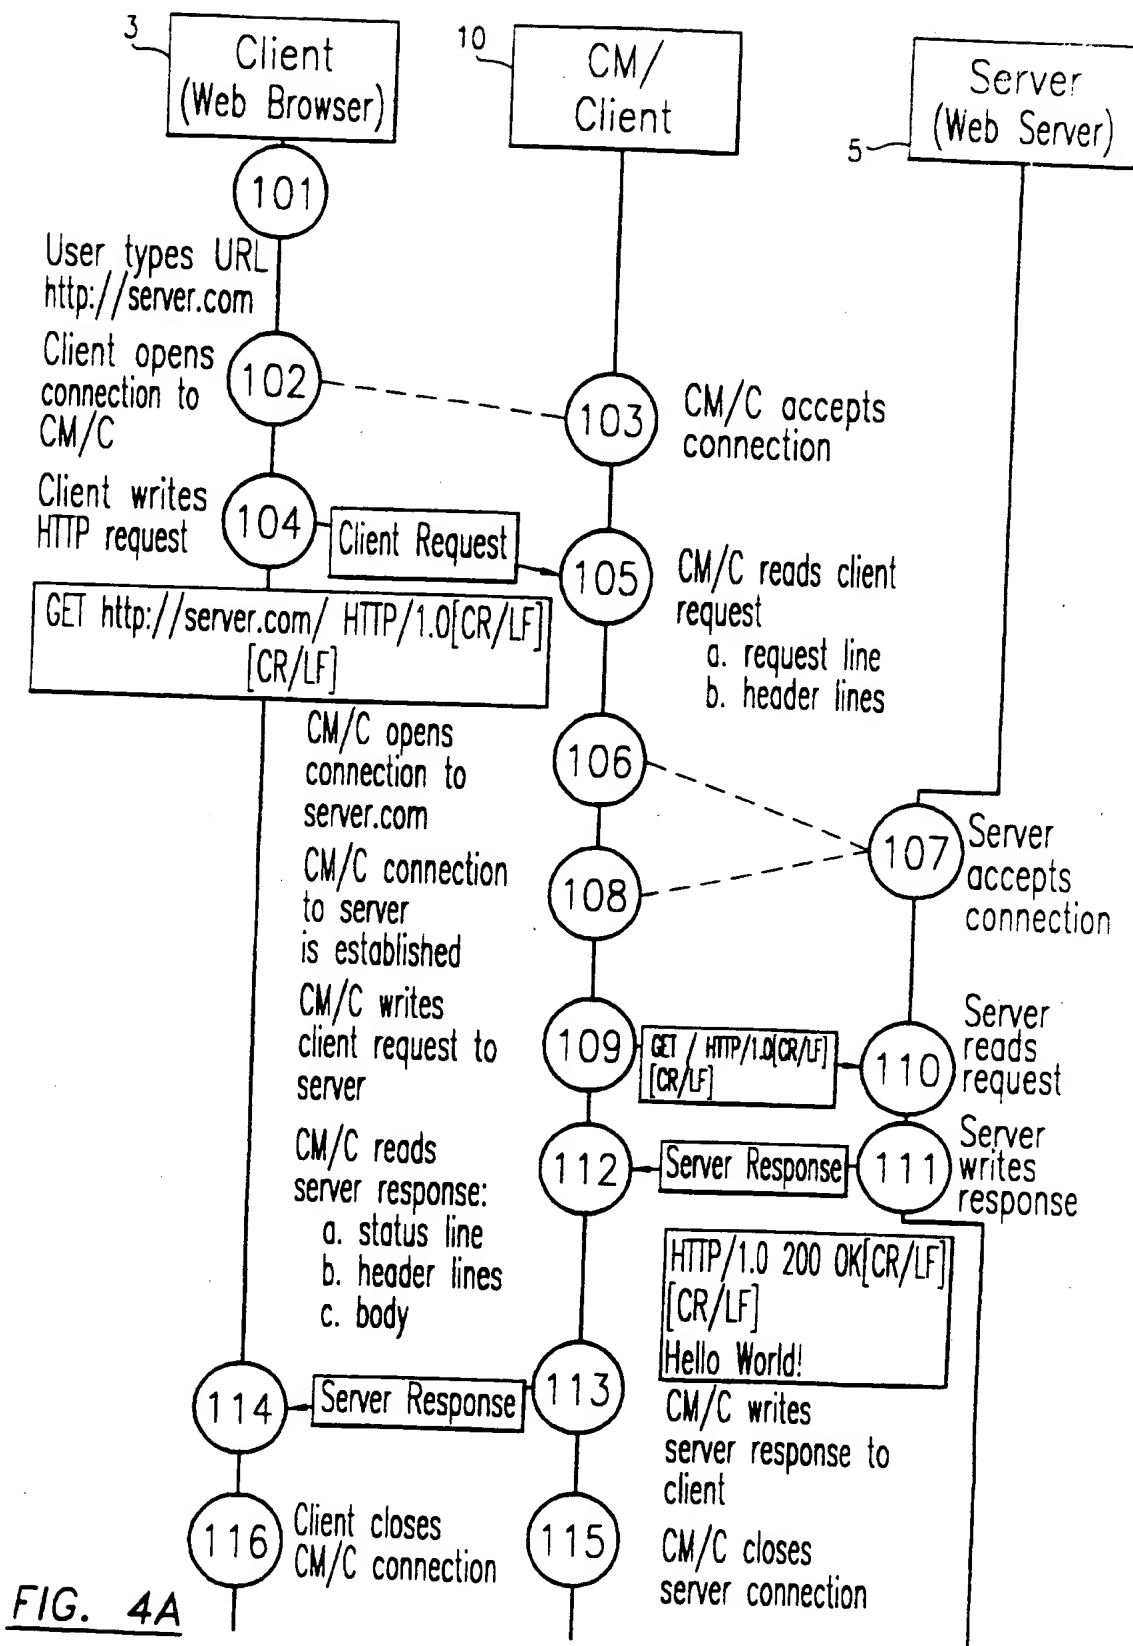 3
Client
(Web Browser)
10
CM/
Client
Server
(Web Server)
5
101
User types URL
http://server.com
Client opens
connection to
CM/C
102
103
CM/C accepts
connection
Client writes
HTTP request
104
Client Request
105
CM/C reads client
request
a. request line
b. header lines
GET http://server.com/ HTTP/1.0[CR/LF]
[CR/LF]
CM/C opens
connection to
server.com
106
107
Server
accepts
connection
CM/C connection
to server
is established
108
CM/C writes
client request to
server
109
GET / HTTP/1.0[CR/LF]
[CR/LF]
110
Server
reads
request
CM/C reads
server response:
a. status line
b. header lines
c. body
112
Server Response
111
Server
writes
response
HTTP/1.0 200 OK[CR/LF]
[CR/LF]
Hello World!
114
Server Response
113
CM/C writes
server response to
client
116
Client closes
CM/C connection
115
CM/C closes
server connection
FIG. 4A